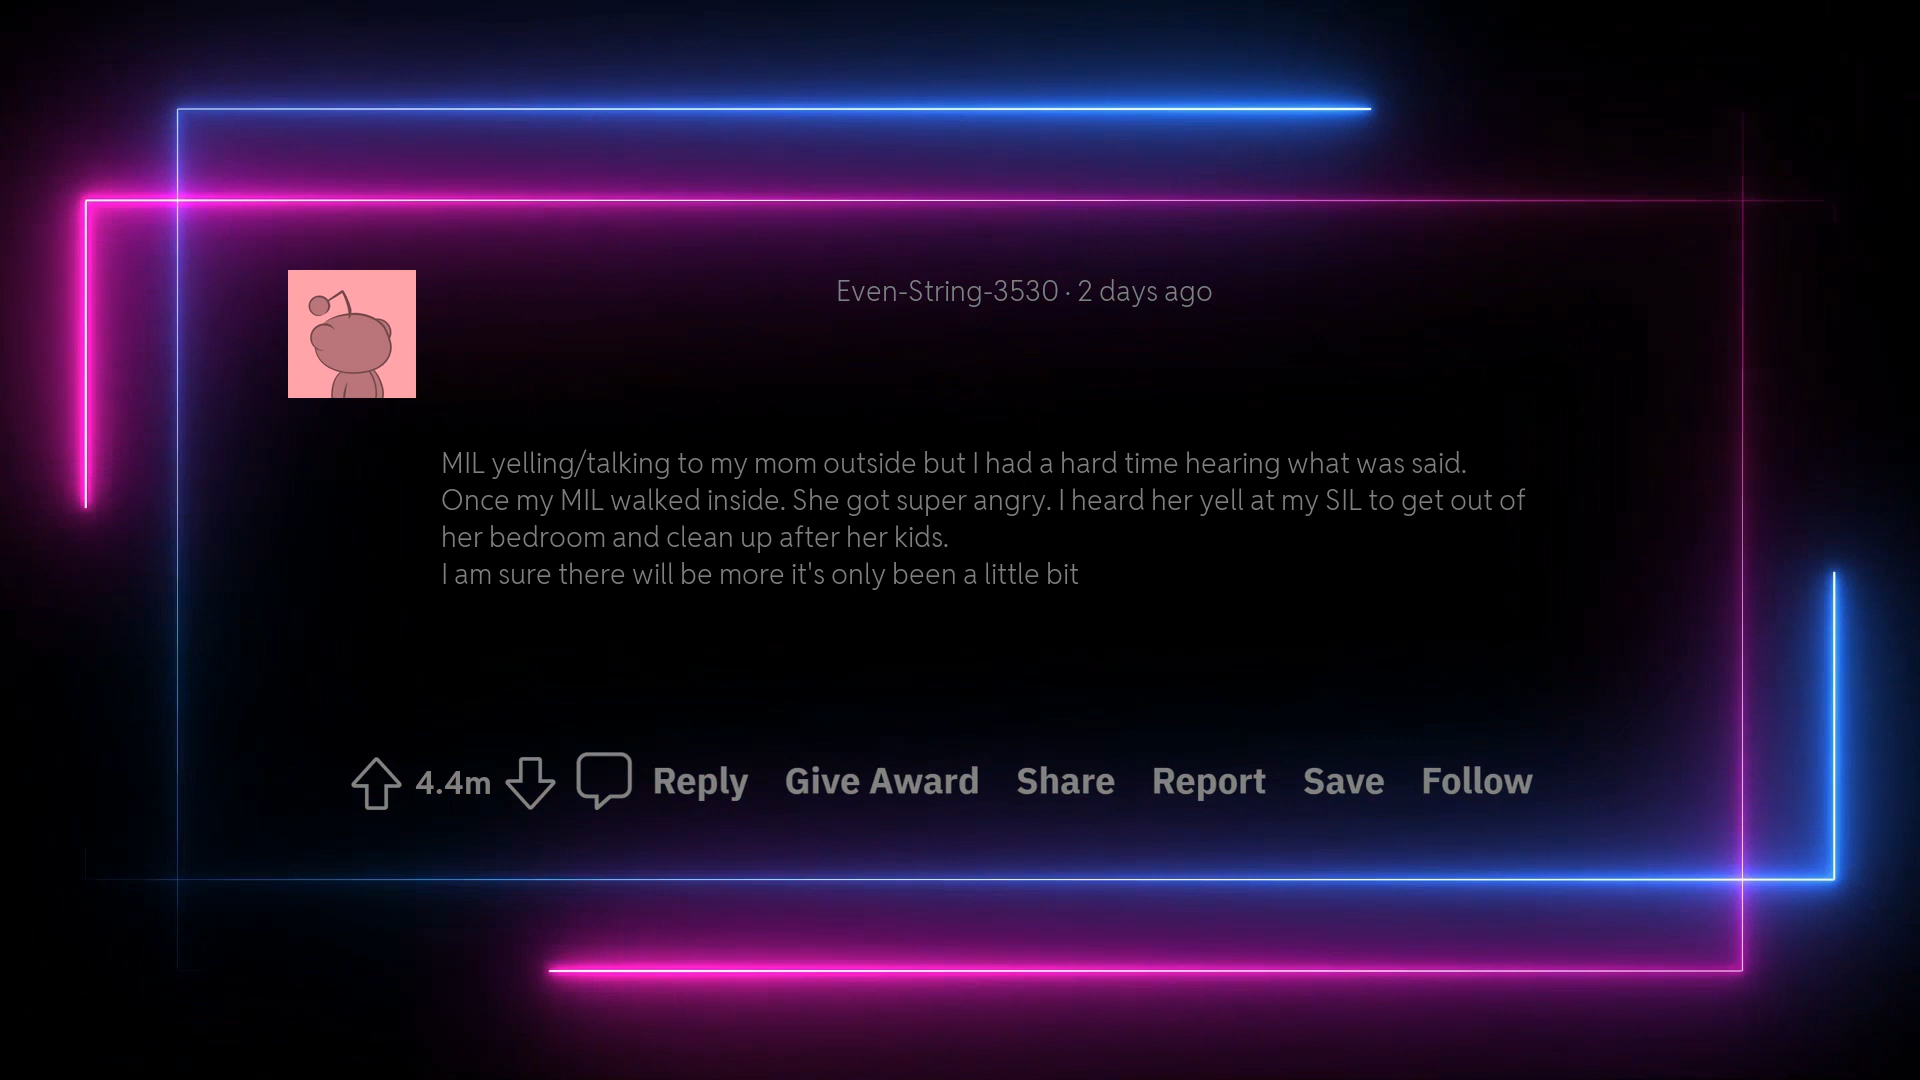 Even-String-3530 · 2 days ago
MIL yelling/talking to my mom outside but I had a hard time hearing what was said.
Once my MIL walked inside. She got super angry. I heard her yell at my SIL to get out of
her bedroom and clean up after her kids.
I am sure there will be more it's only been a little bit
4.4m Reply Give Award Share Report Save Follow